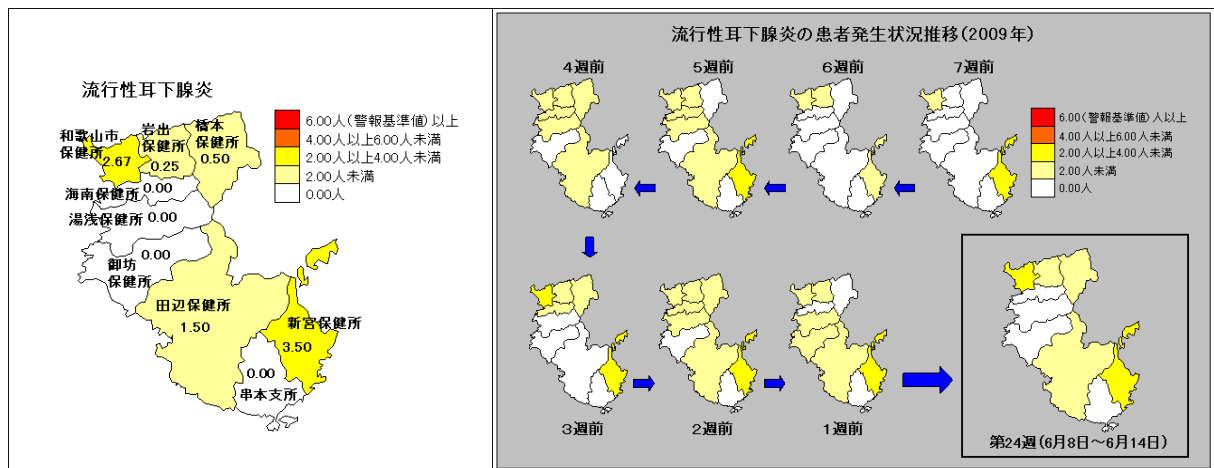 流行性耳下腺炎
和歌山市
保健所
2.67
岩出
保健所
0.25
橋本
保健所
0.50
海南保健所
0.00
湯浅保健所
0.00
御坊
保健所
0.00
田辺保健所
1.50
新宮保健所
3.50
0.00
串本支所
6.00人(警報基準値)以上
4.00人以上6.00人未満
2.00人以上4.00人未満
2.00人未満
0.00人
流行性耳下腺炎の患者発生状況推移(2009年)
4週前
5週前
6週前
7週前
6.00(警報基準値)人以上
4.00人以上6.00人未満
2.00人以上4.00人未満
2.00人未満
0.00人
3週前
2週前
1週前
第24週(6月8日～6月14日)